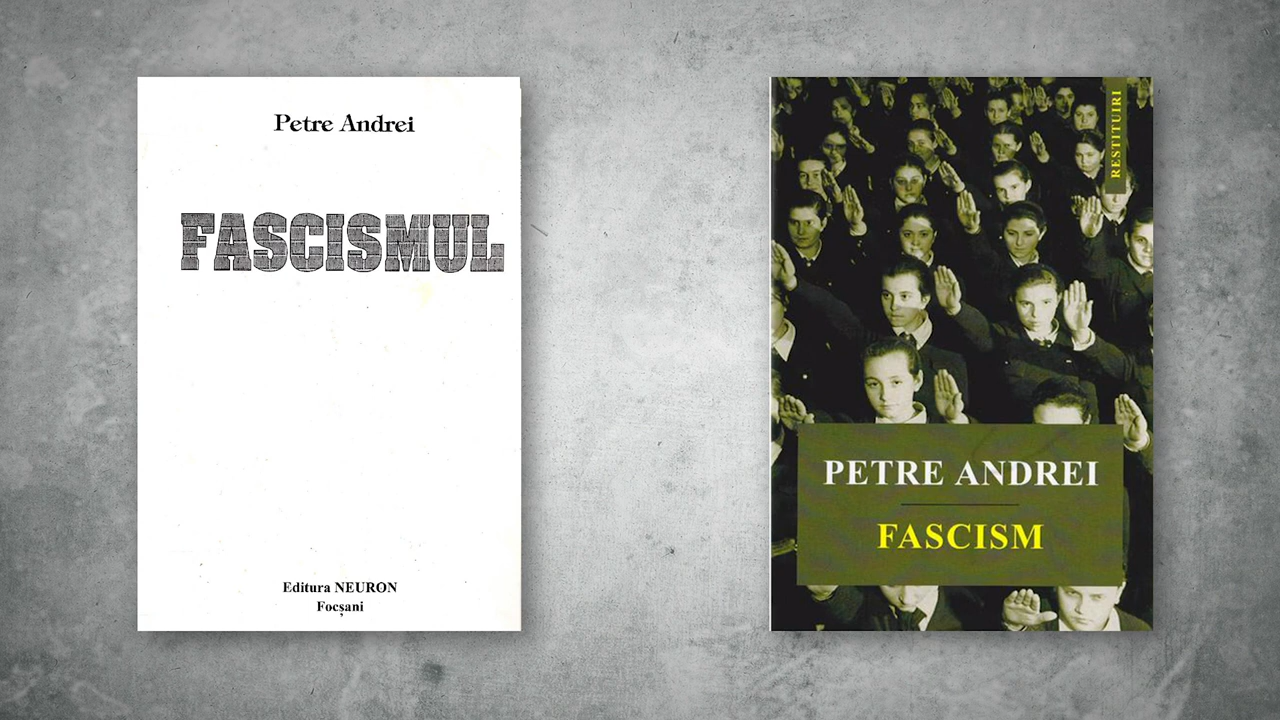 Petre Andrei
FASCISMUL
Editura NEURON
Focșani
RESTITUIRI
PETRE ANDREI
FASCISM